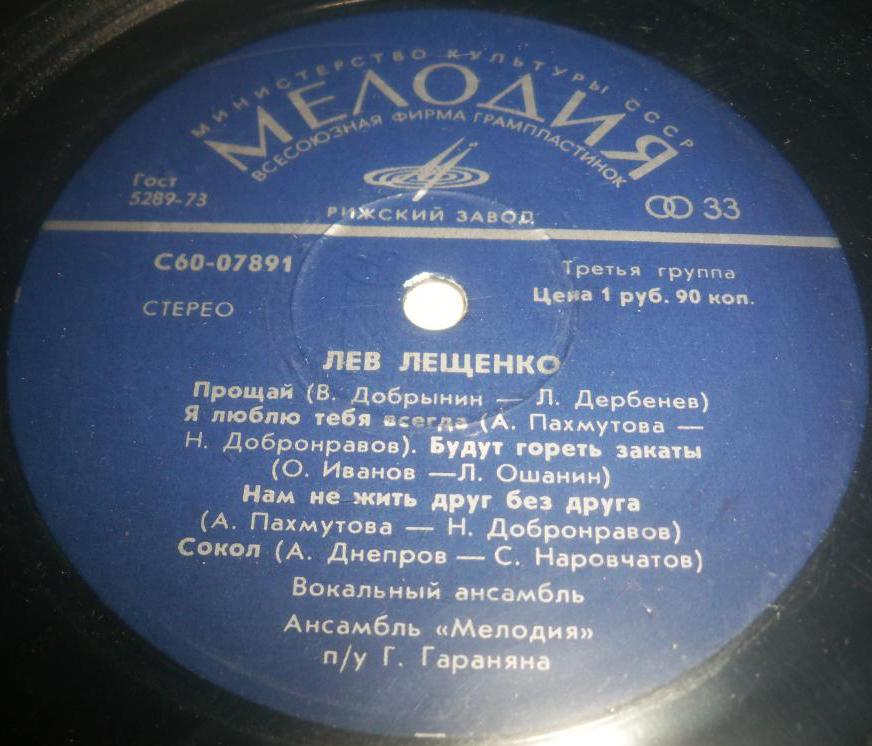 МИНИСТЕРСТВО КУЛЬТУРЫ СССР
МЕЛОДИЯ
ВСЕСОЮЗНАЯ ФИРМА ГРАМПЛАСТИНОК
Гост
5289-73
РИЖСКИЙ ЗАВОД
33
С60-07891
СТЕРЕО
Третья группа
Цена 1 руб. 90 коп.
ЛЕВ ЛЕЩЕНКО
Прощай (В. Добрынин — Л. Дербенев)
Я люблю тебя всегда (А. Пахмутова —
Н. Добронравов). Будут гореть закаты
(О. Иванов —Л. Ошанин)
Нам не жить друг без друга
(А. Пахмутова — Н. Добронравов)
Сокол (А. Днепров — С. Наровчатов)
Вокальный ансамбль
Ансамбль «Мелодия»
п/у Г. Гараняна